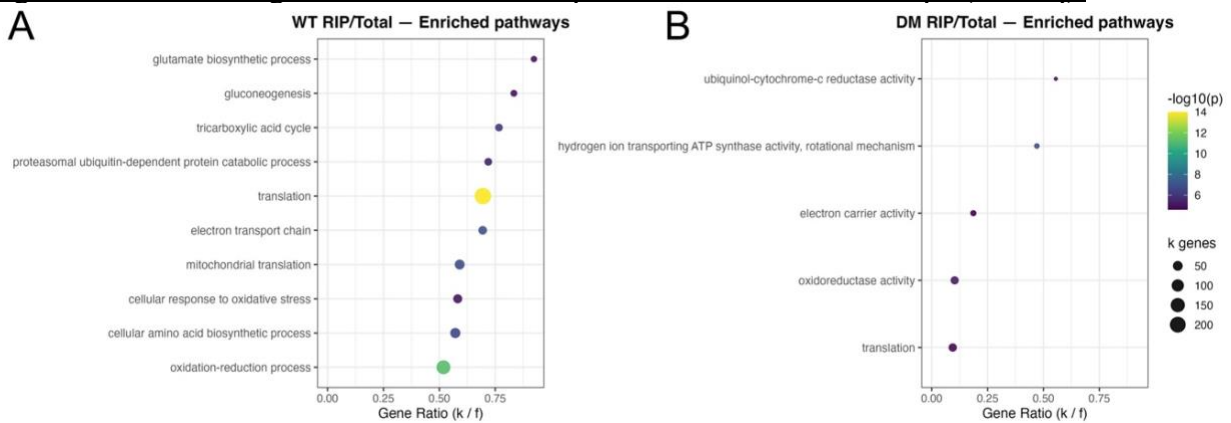 A
WT RIP/Total — Enriched pathways
glutamate biosynthetic process
gluconeogenesis
tricarboxylic acid cycle
proteasomal ubiquitin-dependent protein catabolic process
translation
electron transport chain
mitochondrial translation
cellular response to oxidative stress
cellular amino acid biosynthetic process
oxidation-reduction process
0.00 0.25 0.50 0.75
Gene Ratio (k / f)
B
DM RIP/Total — Enriched pathways
ubiquinol-cytochrome-c reductase activity
hydrogen ion transporting ATP synthase activity, rotational mechanism
electron carrier activity
oxidoreductase activity
translation
0.00 0.25 0.50 0.75
Gene Ratio (k / f)
-log10(p)
14
12
10
8
6
k genes
50
100
150
200